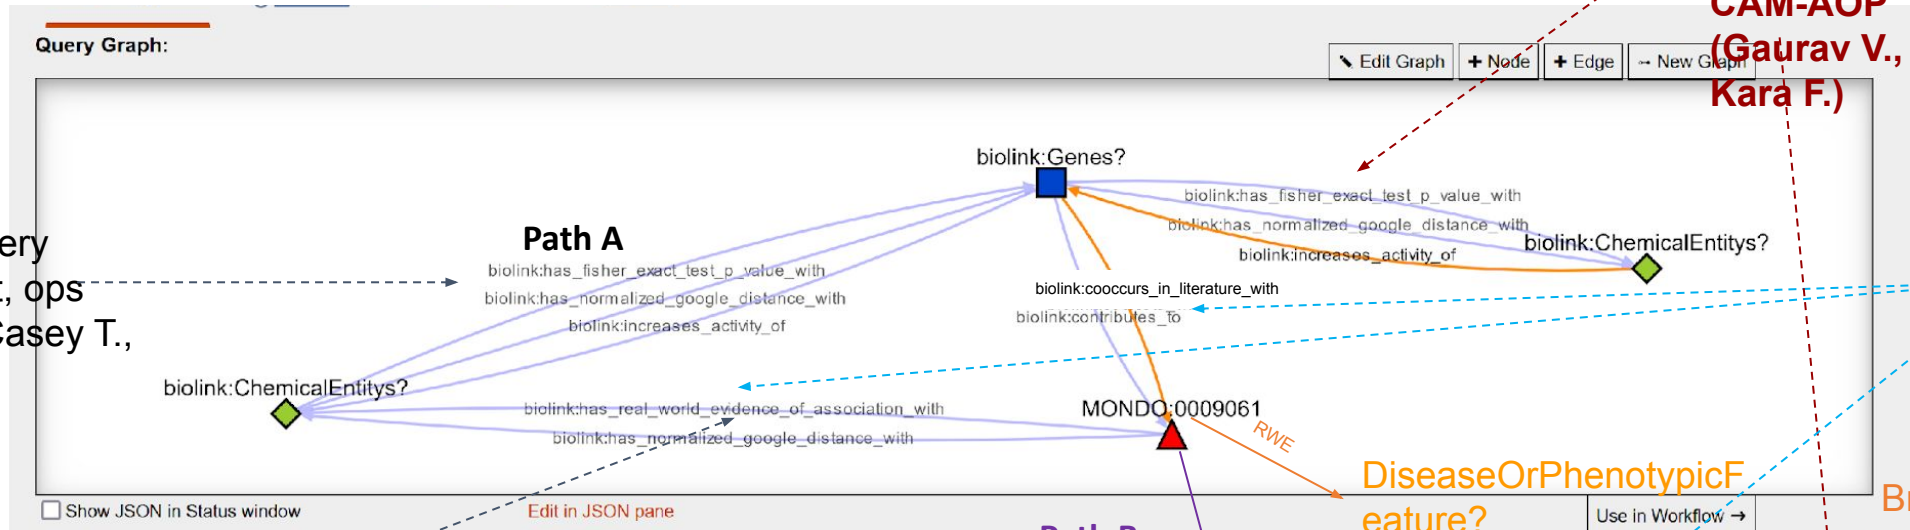 CAM-AOP
(Gaurav V.,
Kara F.)
Query Graph:
Edit Graph
+ Node
+ Edge
New Graph
biolink:Genes?
biolink:has_fisher_exact_test_p_value_with
biolink:has_normalized_google_distance_with
biolink:increases_activity_of
biolink:ChemicalEntitys?
ery
, ops
Casey T.,
Path A
biolink:has_fisher_exact_test_p_value_with
biolink:has_normalized_google_distance_with
biolink:increases_activity_of
biolink:cooccurs_in_literature_with
biolink:contributes_to
biolink:ChemicalEntitys?
biolink:has_real_world_evidence_of_association_with
biolink:has_normalized_google_distance_with
MONDO:0009061
RWE
DiseaseOrPhenotypicF
eature?
Show JSON in Status window
Edit in JSON pane
Use in Workflow →
Path B